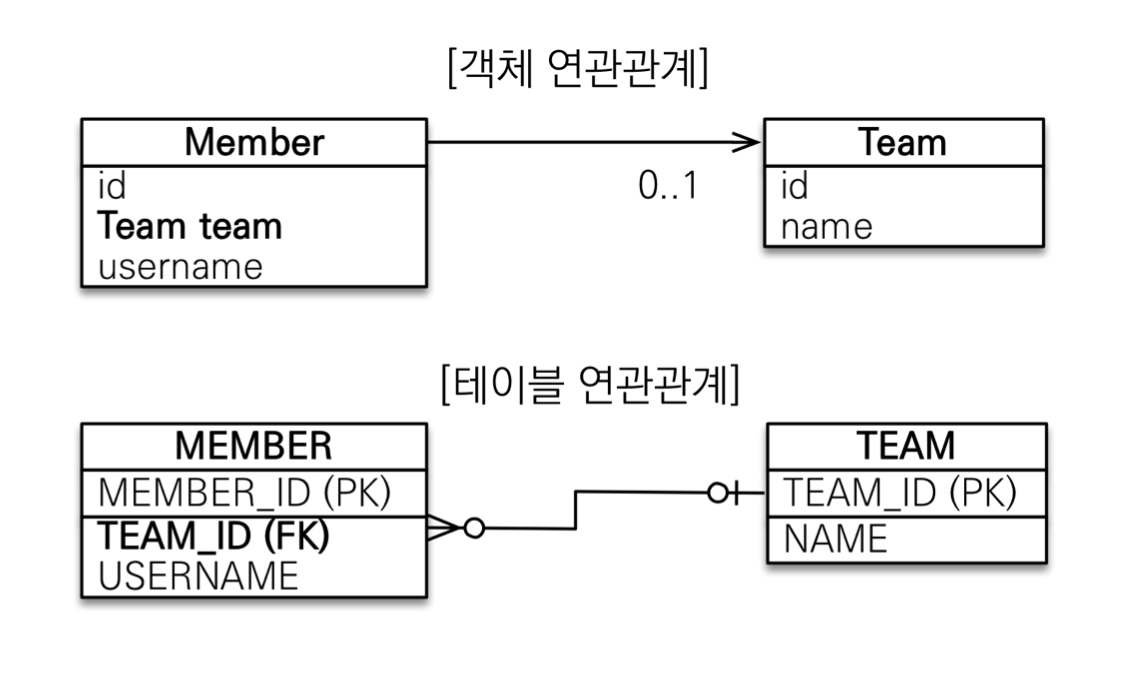 [객체 연관관계]
Member
id
Team team
username
0..1
Team
id
name
[테이블 연관관계]
MEMBER
MEMBER_ID (PK)
TEAM_ID (FK)
USERNAME
TEAM
TEAM_ID (PK)
NAME